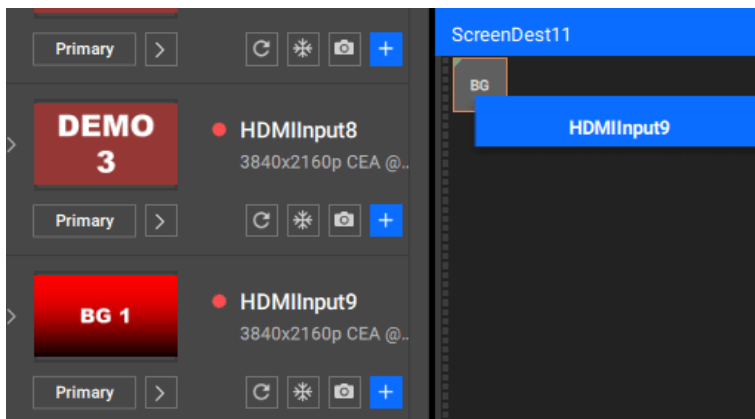 Primary
DEMO
3
HDMIInput8
3840x2160p CEA @..
Primary
BG 1
HDMIInput9
3840x2160p CEA @..
Primary
ScreenDest11
BG
HDMIInput9